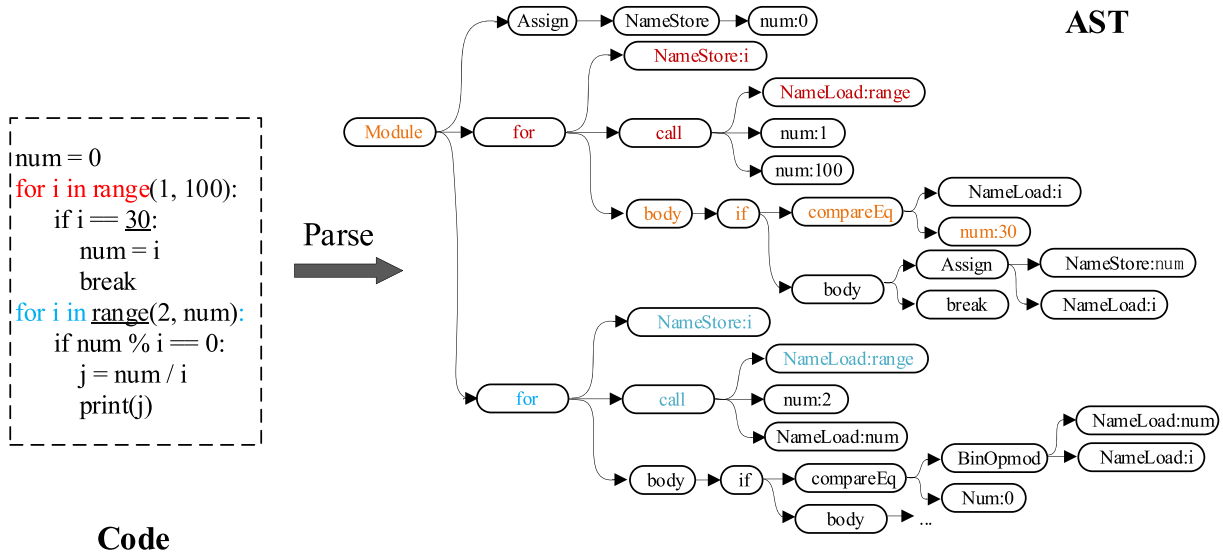 AST
Assign
NameStore
num:0
NameStore:i
NameLoad:range
Module
for
call
num:1
num:100
body
if
compareEq
NameLoad:i
num:30
body
Assign
NameStore:num
break
NameLoad:i
num = 0
for i in range(1, 100):
if i == 30:
num = i
break
for i in range(2, num):
if num % i == 0:
j = num / i
print(j)
Parse
NameStore:i
NameLoad:range
for
call
num:2
NameLoad:num
body
if
compareEq
BinOpmod
NameLoad:num
NameLoad:i
Num:0
body
...
Code